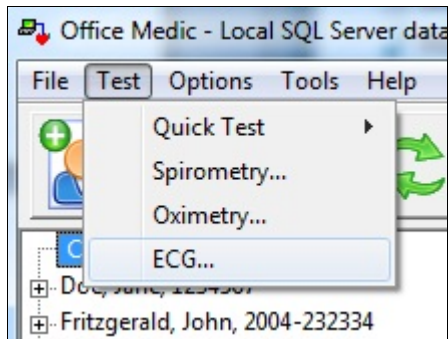 Office Medic - Local SQL Server data
File Test Options Tools Help
Quick Test
Spirometry...
Oximetry...
ECG...
Doe, Jane, 1234567
Fritzgerald, John, 2004-232334